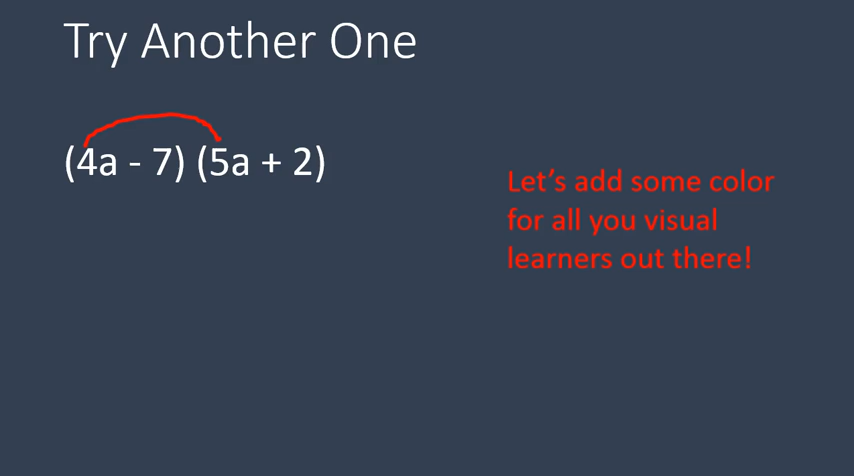 Try Another One
(4a - 7) (5a + 2)
Let’s add some color
for all you visual
learners out there!